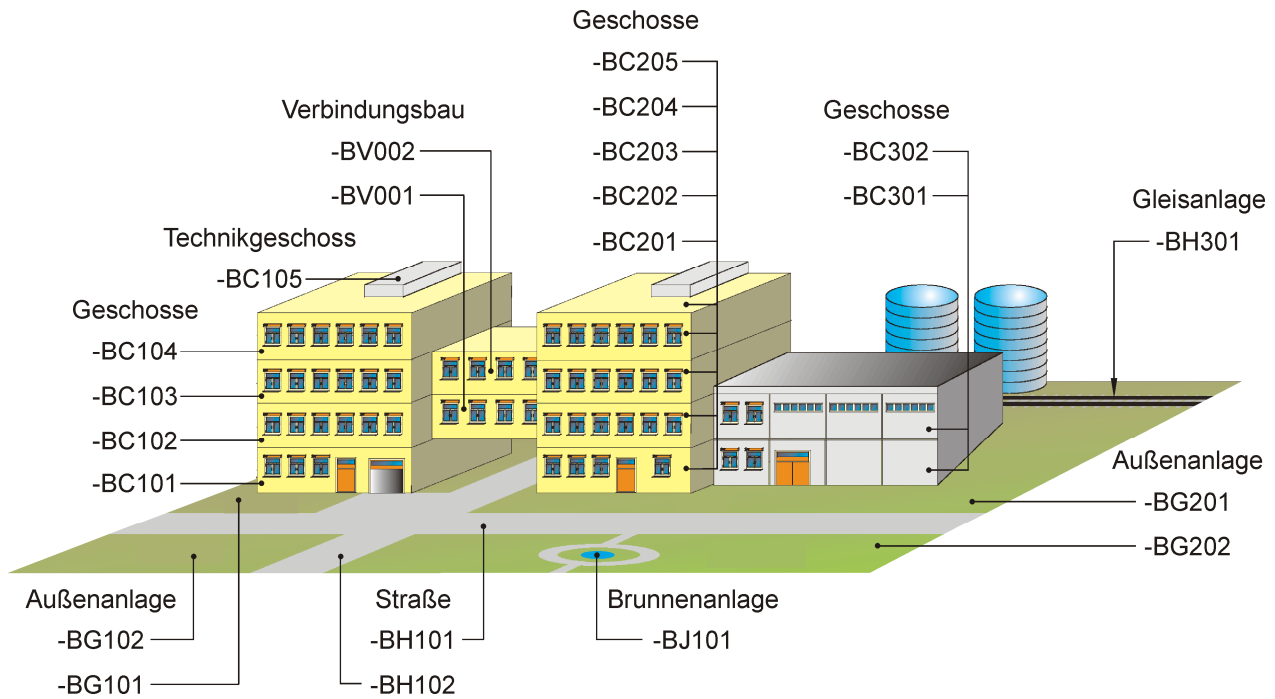 Geschosse
-BC205
-BC204
-BC203
-BC202
-BC201
Verbindungsbau
-BV002
-BV001
Geschosse
-BC302
-BC301
Gleisanlage
-BH301
Technikgeschoss
-BC105
Geschosse
-BC104
-BC103
-BC102
-BC101
Außenanlage
-BG201
-BG202
Außenanlage
-BG102
-BG101
Straße
-BH101
-BH102
Brunnenanlage
-BJ101